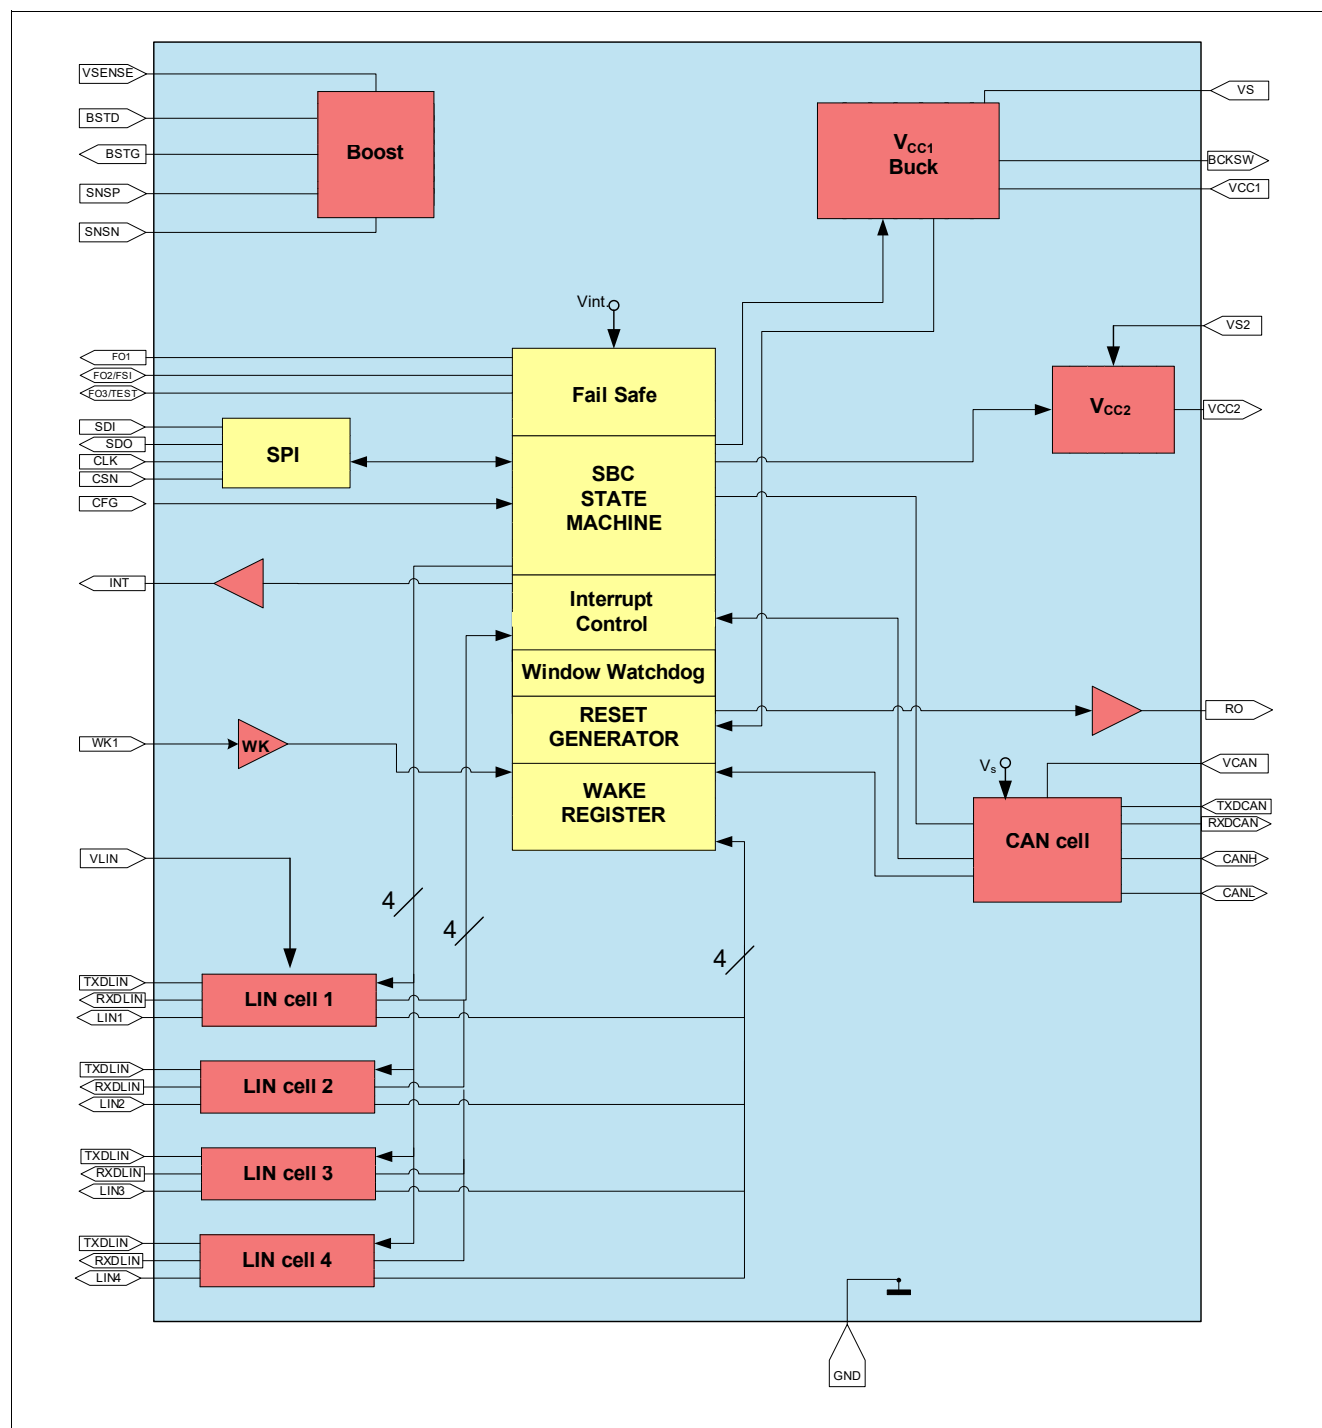 VSENSE
BSTD
BSTG
SNSP
SNSN
Boost
V_CC1
Buck
VS
BCKSW
VCC1
Vint.
VS2
V_CC2
VCC2
FO1
FO2/FSI
FO3/TEST
SDI
SDO
CLK
CSN
CFG
SPI
Fail Safe
SBC
STATE
MACHINE
INT
Interrupt
Control
Window Watchdog
RESET
GENERATOR
WAKE
REGISTER
WK1
WK
RO
V_s
VCAN
TXDCAN
RXDCAN
CANH
CANL
CAN cell
VLIN
4
4
4
TXDLIN
RXDLIN
LIN1
LIN cell 1
TXDLIN
RXDLIN
LIN2
LIN cell 2
TXDLIN
RXDLIN
LIN3
LIN cell 3
TXDLIN
RXDLIN
LIN4
LIN cell 4
GND